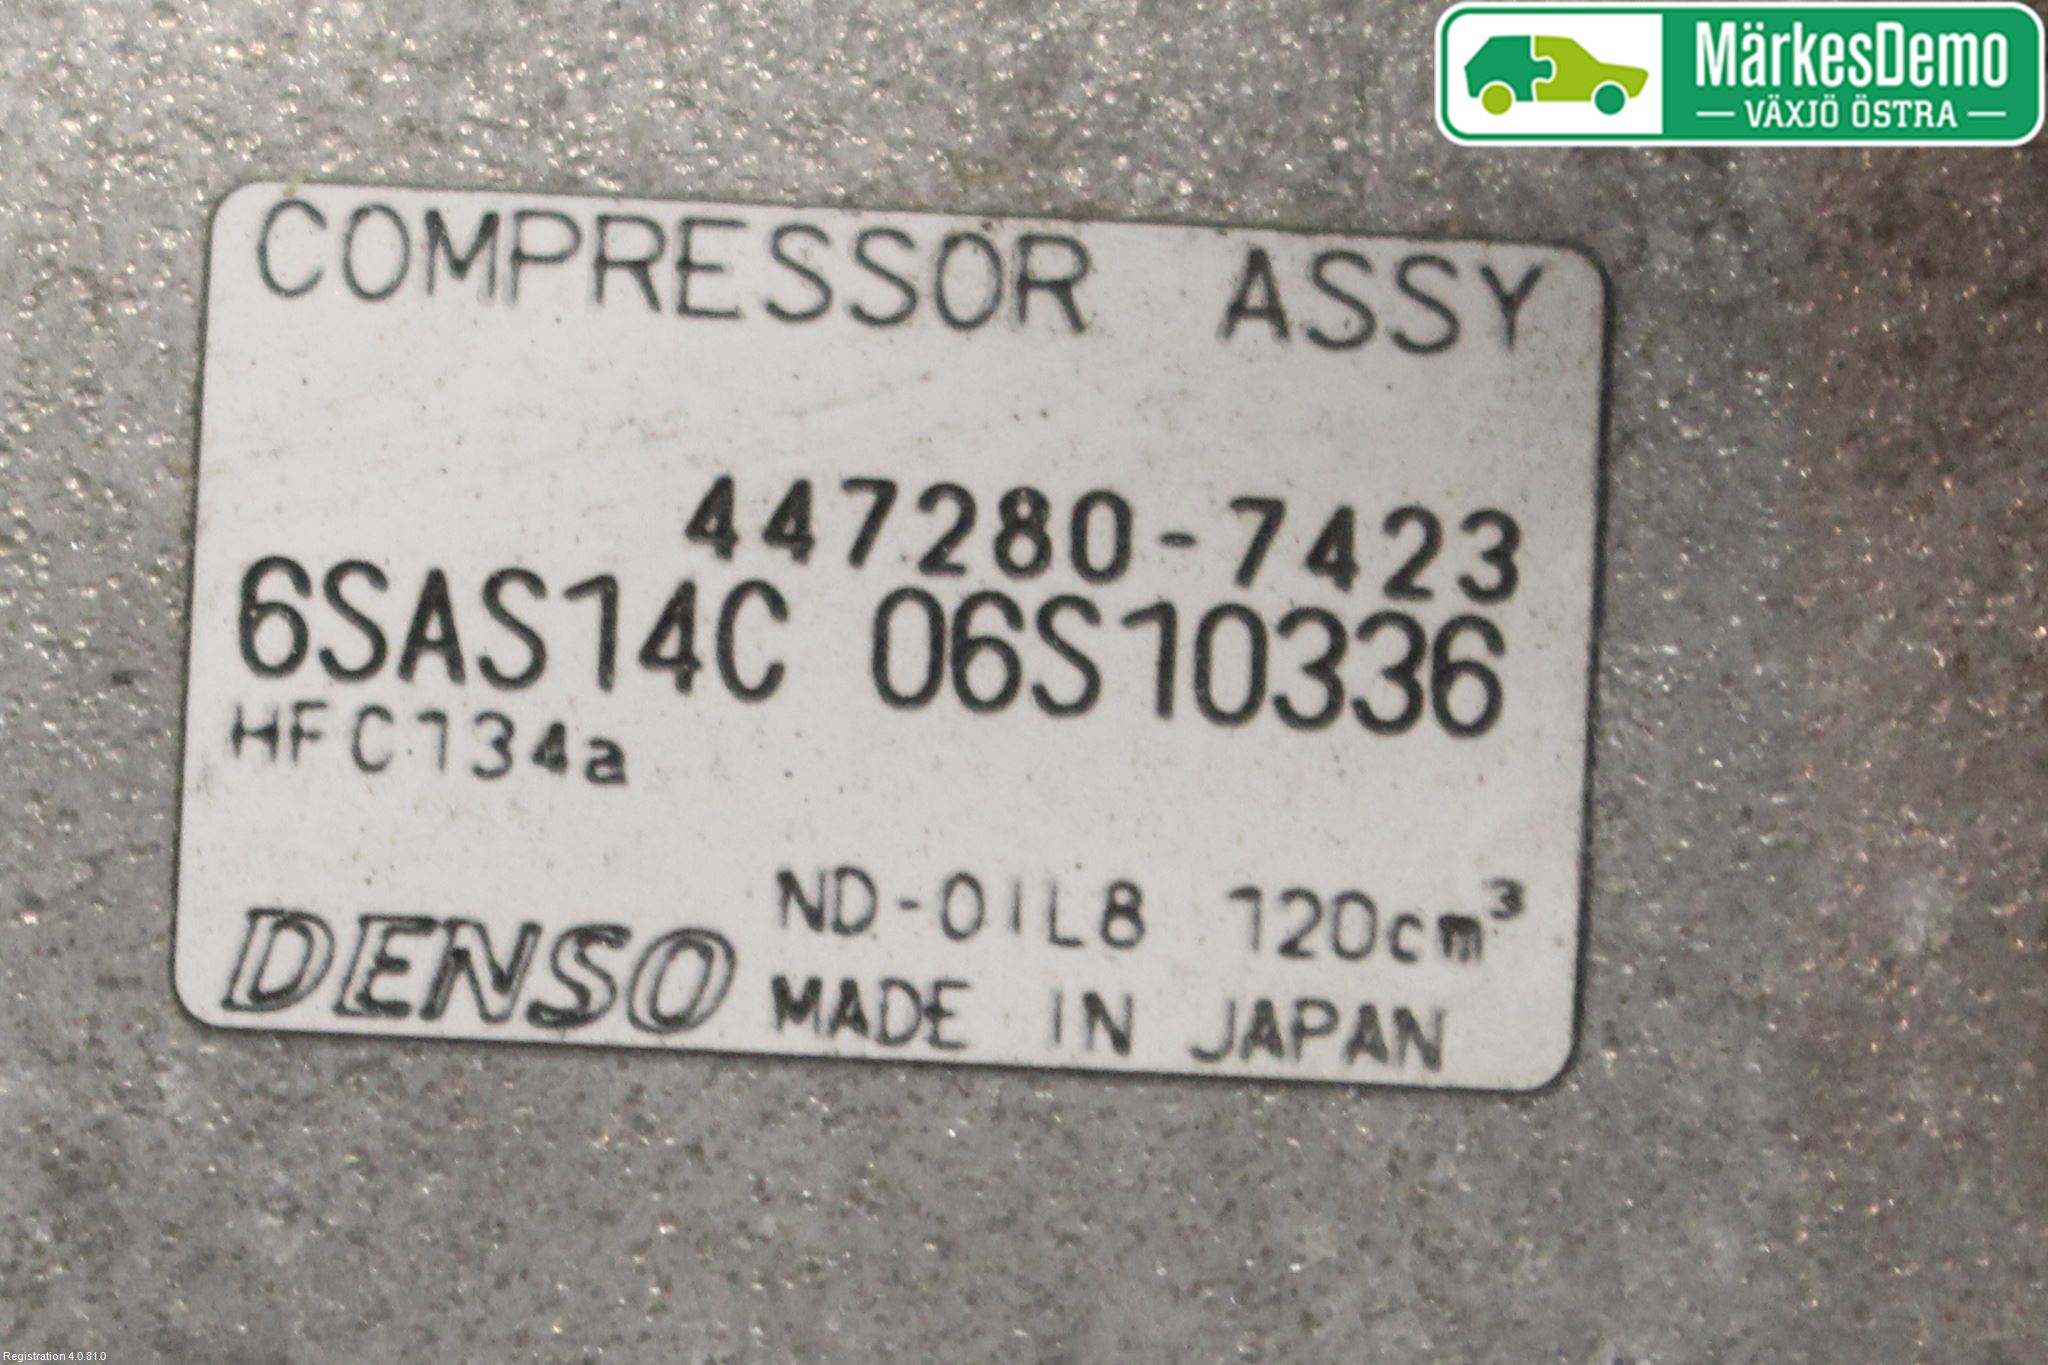 MärkesDemo
VÄXJÖ ÖSTRA
COMPRESSOR ASSY
447280-7423
6SAS14C 06S10336
HFC134a
ND-OIL8 120cm³
DENSO
MADE IN JAPAN
Registration 4.0.81.0